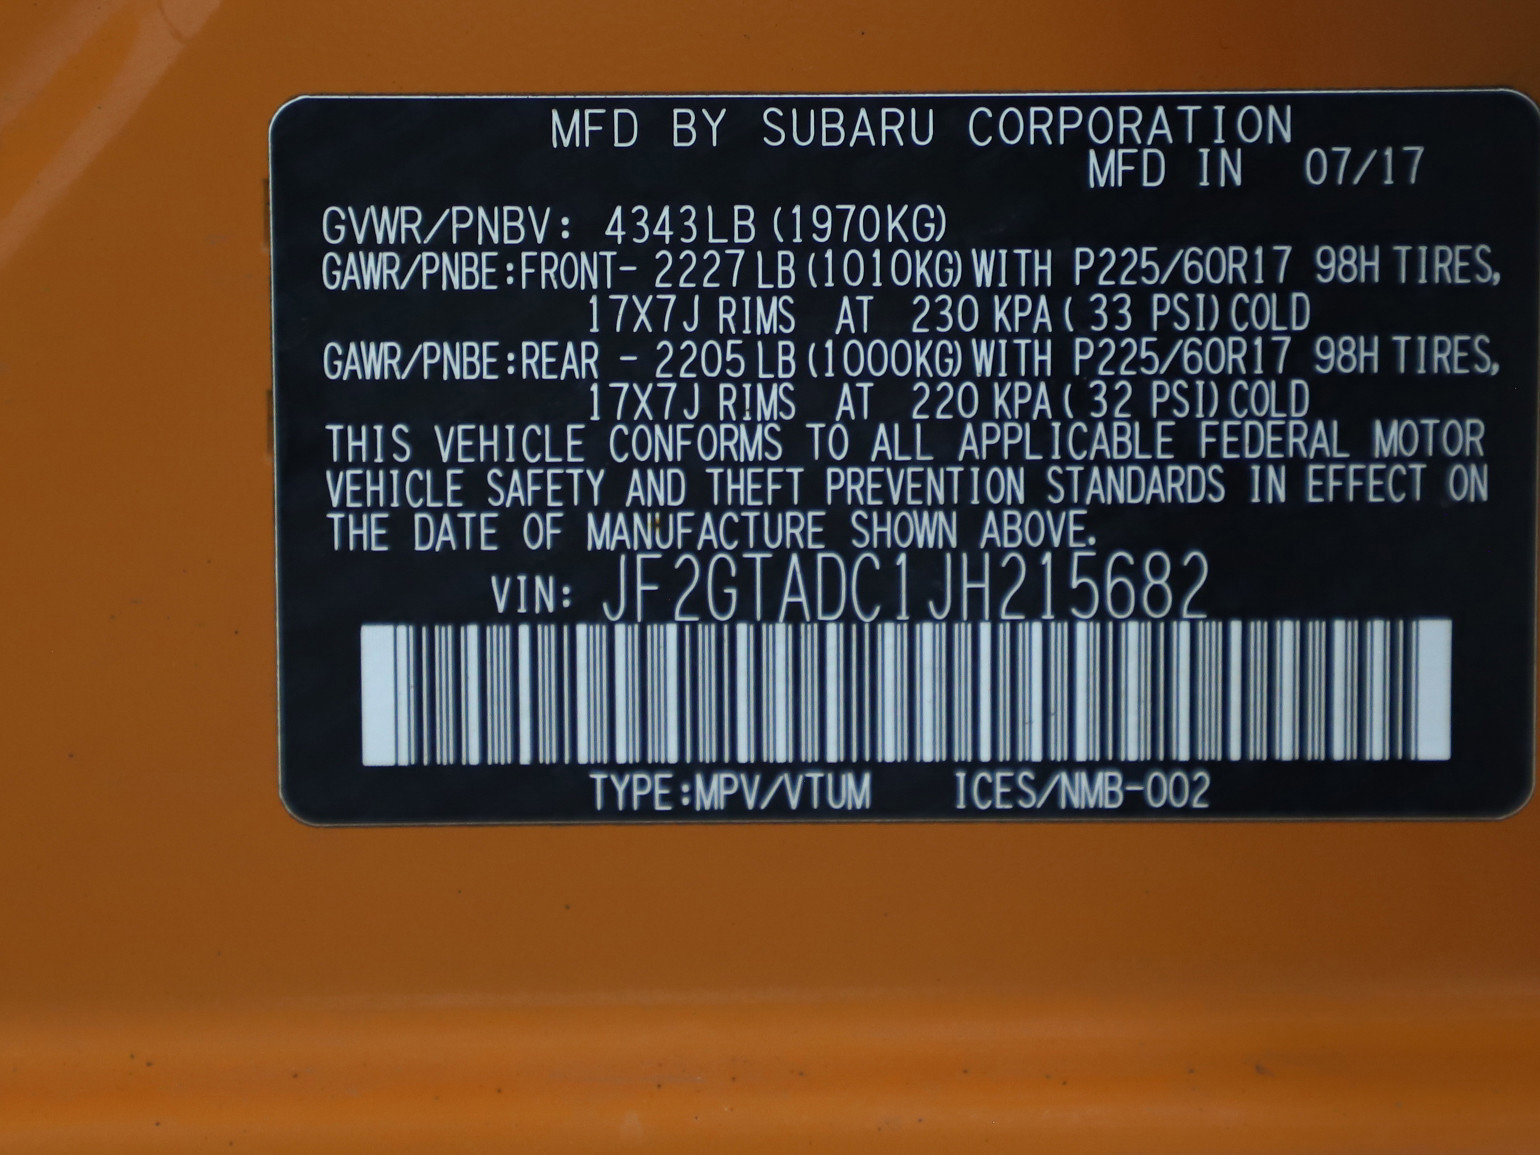 MFD BY SUBARU CORPORATION
MFD IN 07/17
GVWR/PNBV: 4343LB (1970KG)
GAWR/PNBE:FRONT- 2227LB (1010KG) WITH P225/60R17 98H TIRES,
17X7J RIMS AT 230 KPA ( 33 PSI) COLD
GAWR/PNBE:REAR - 2205LB (1000KG) WITH P225/60R17 98H TIRES,
17X7J RIMS AT 220 KPA ( 32 PSI) COLD
THIS VEHICLE CONFORMS TO ALL APPLICABLE FEDERAL MOTOR
VEHICLE SAFETY AND THEFT PREVENTION STANDARDS IN EFFECT ON
THE DATE OF MANUFACTURE SHOWN ABOVE.
VIN: JF2GTADC1JH215682
TYPE:MPV/VTUM ICES/NMB-002